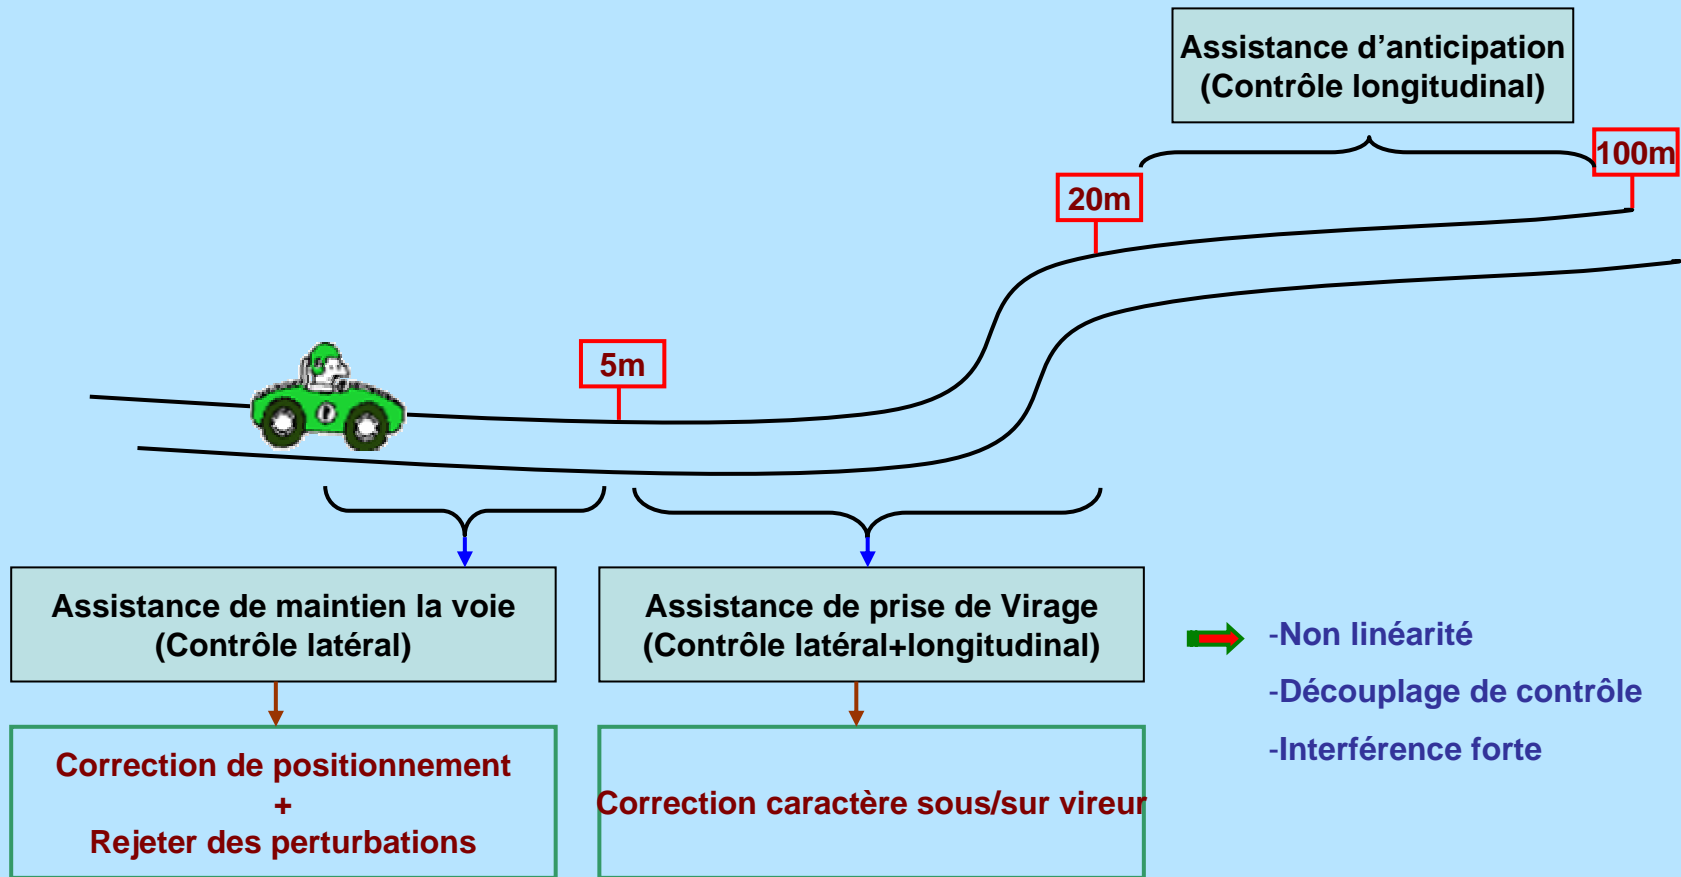 Assistance d’anticipation
(Contrôle longitudinal)
100m
20m
5m
Assistance de maintien la voie
(Contrôle latéral)
Assistance de prise de Virage
(Contrôle latéral+longitudinal)
-Non linéarité
-Découplage de contrôle
-Interférence forte
Correction de positionnement
+
Rejeter des perturbations
Correction caractère sous/sur vireur